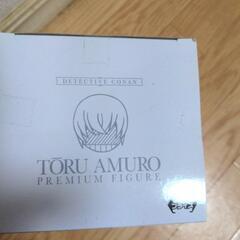 DETECTIVE CONAN
TŌRU AMURO
PREMIUM FIGURE